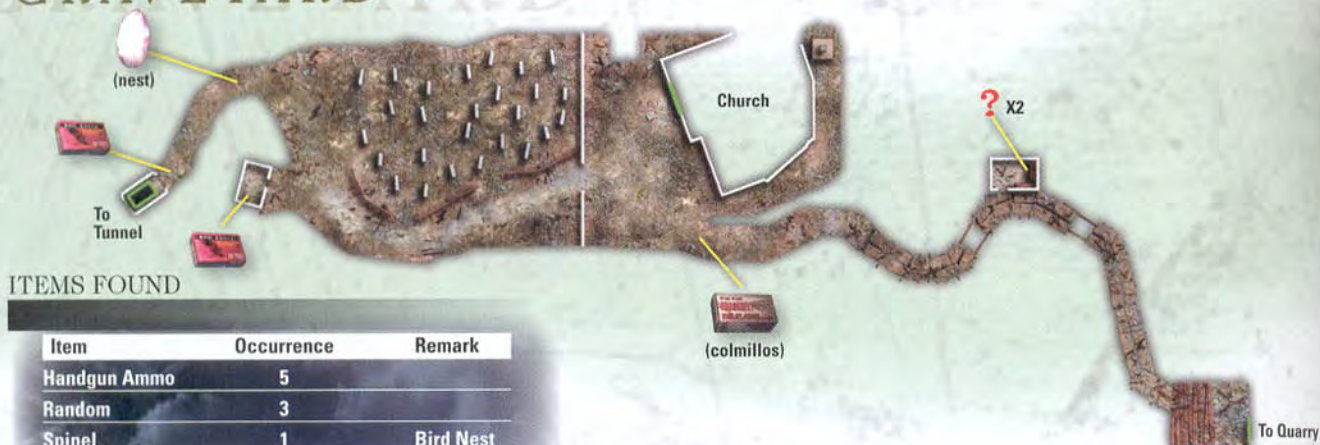 GRAVEYARD
(nest)
Church
? X2
To
Tunnel
(colmillos)
ITEMS FOUND
Item Occurrence Remark
Handgun Ammo 5
Random 3
Spinel 1 Bird Nest
To Quarry